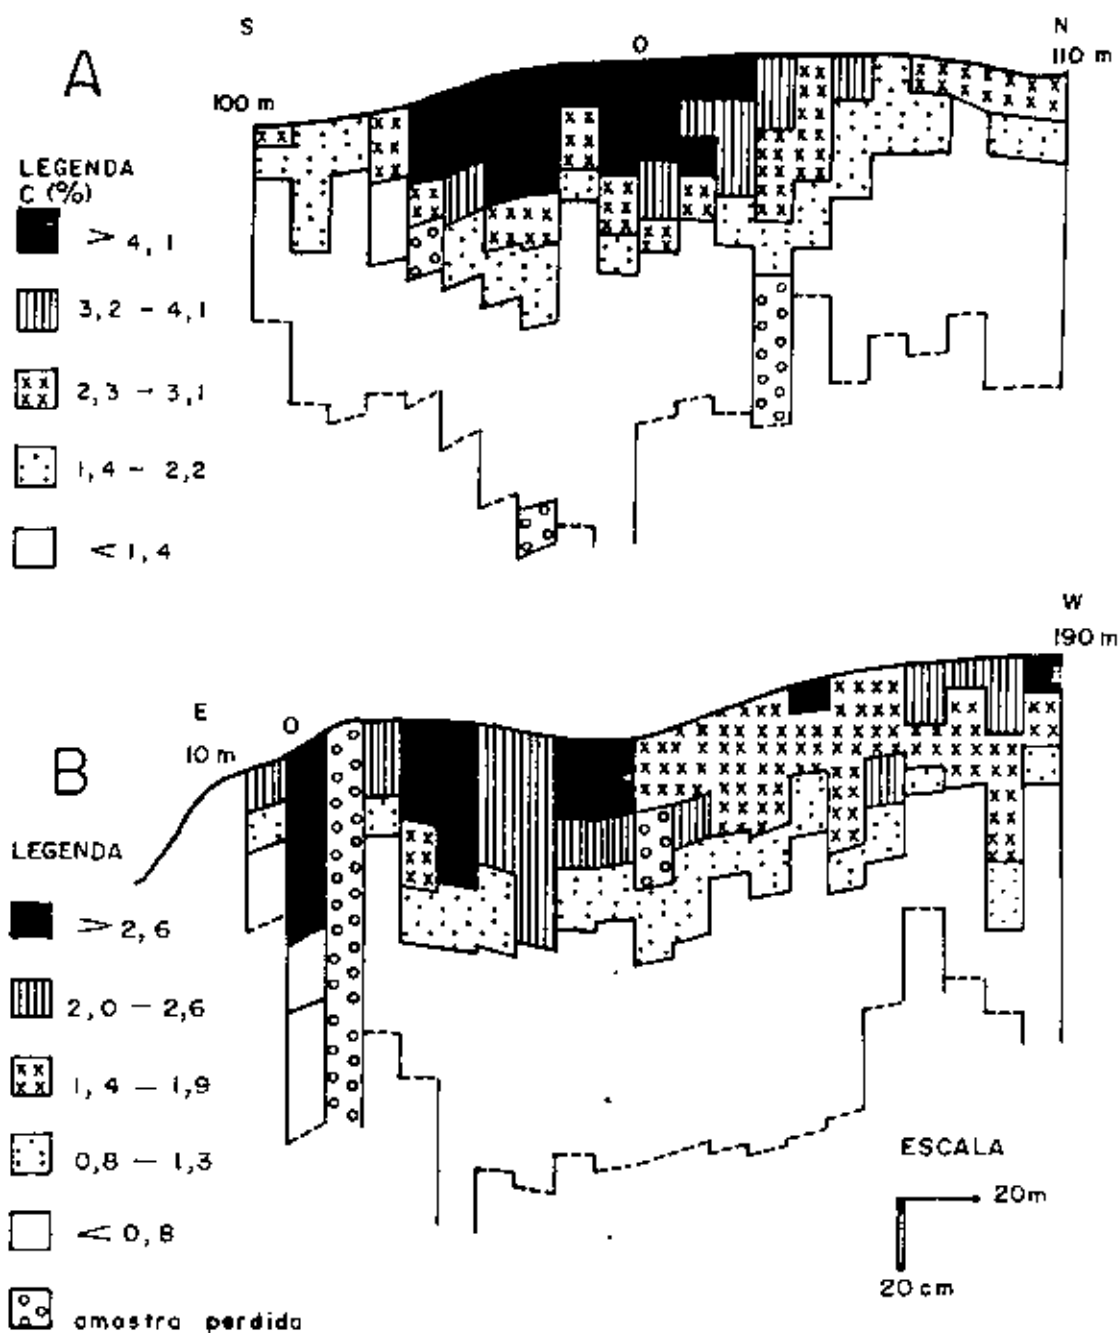 S
N
A
O
110 m
100 m
LEGENDA
C (%)
> 4,1
3,2 - 4,1
2,3 - 3,1
1,4 - 2,2
< 1,4
W
190 m
E
O
10 m
B
LEGENDA
> 2,6
2,0 - 2,6
1,4 - 1,9
0,8 - 1,3
< 0,8
amostra perdida
ESCALA
20 m
20 cm